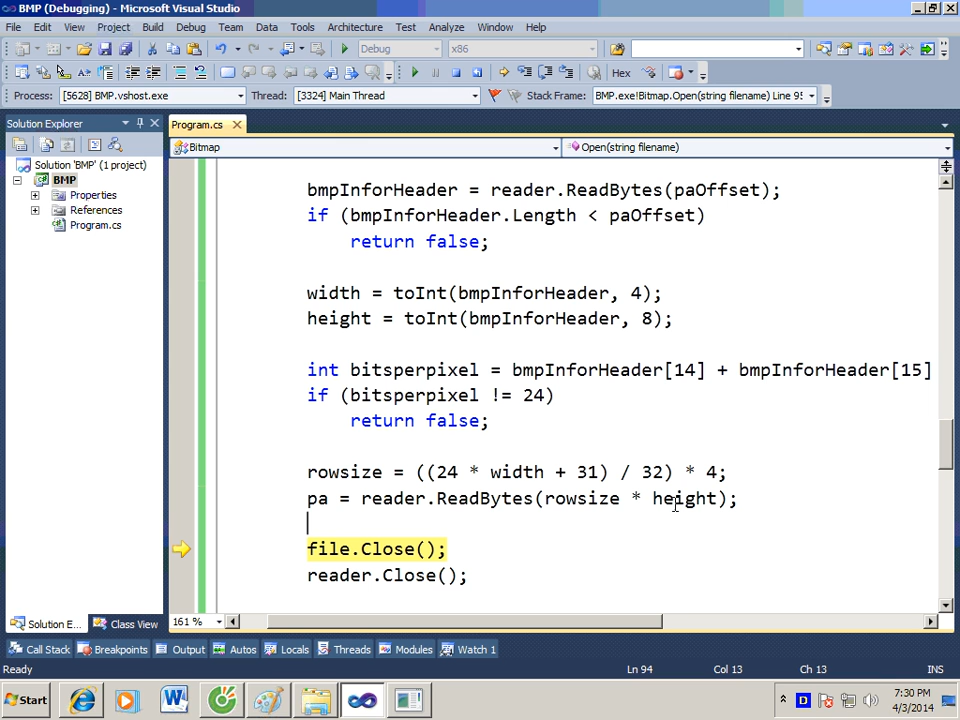 BMP (Debugging) - Microsoft Visual Studio
File Edit View Project Build Debug Team Data Tools Architecture Test Analyze Window Help
Debug x86
Hex
Process: [5628] BMP.vshost.exe Thread: [3324] Main Thread Stack Frame: BMP.exe!Bitmap.Open(string filename) Line 95
Solution Explorer
Program.cs
Bitmap Open(string filename)
Solution 'BMP' (1 project)
BMP
Properties
References
Program.cs
bmpInforHeader = reader.ReadBytes(paOffset);
if (bmpInforHeader.Length < paOffset)
return false;
width = toInt(bmpInforHeader, 4);
height = toInt(bmpInforHeader, 8);
int bitsperpixel = bmpInforHeader[14] + bmpInforHeader[15]
if (bitsperpixel != 24)
return false;
rowsize = ((24 * width + 31) / 32) * 4;
pa = reader.ReadBytes(rowsize * height);
file.Close();
reader.Close();
Solution E... Class View
161 %
Call Stack Breakpoints Output Autos Locals Threads Modules Watch 1
Ready Ln 94 Col 13 Ch 13 INS
Start
D
7:30 PM
4/3/2014